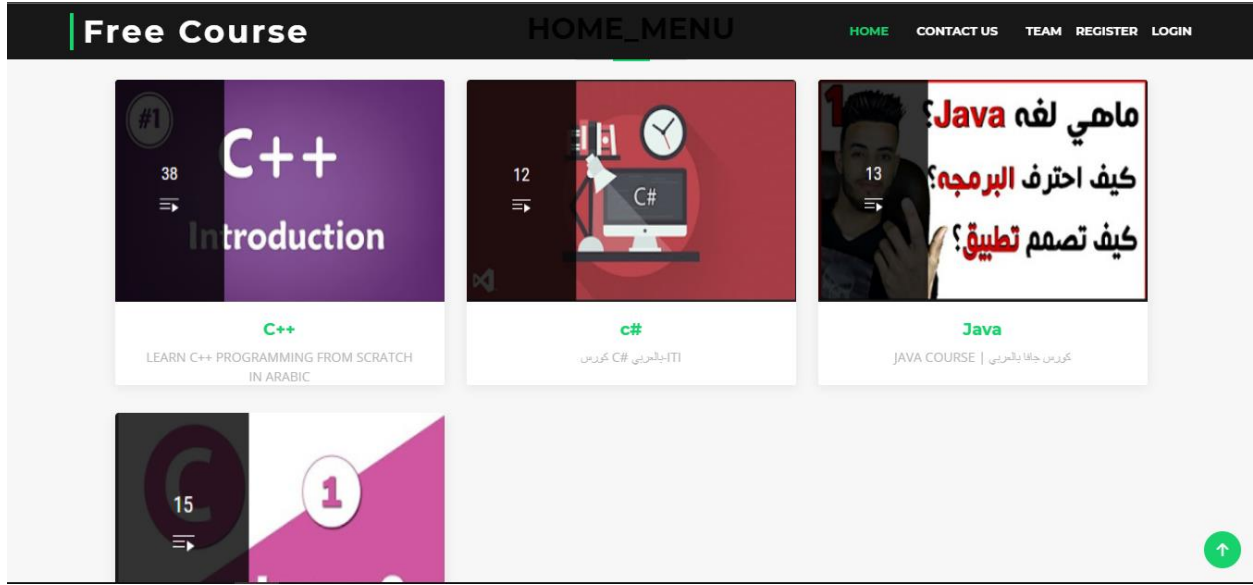 Free Course
HOME_MENU
HOME CONTACT US TEAM REGISTER LOGIN
#1
38
C++
Introduction
C++
LEARN C++ PROGRAMMING FROM SCRATCH
IN ARABIC
12
C#
c#
كورس C# بالعربي-ITI
1
13
ماهي لغه Java؟
كيف احترف البرمجه؟
كيف تصمم تطبيق؟
Java
JAVA COURSE | كورس جافا بالعربي
C
15
1